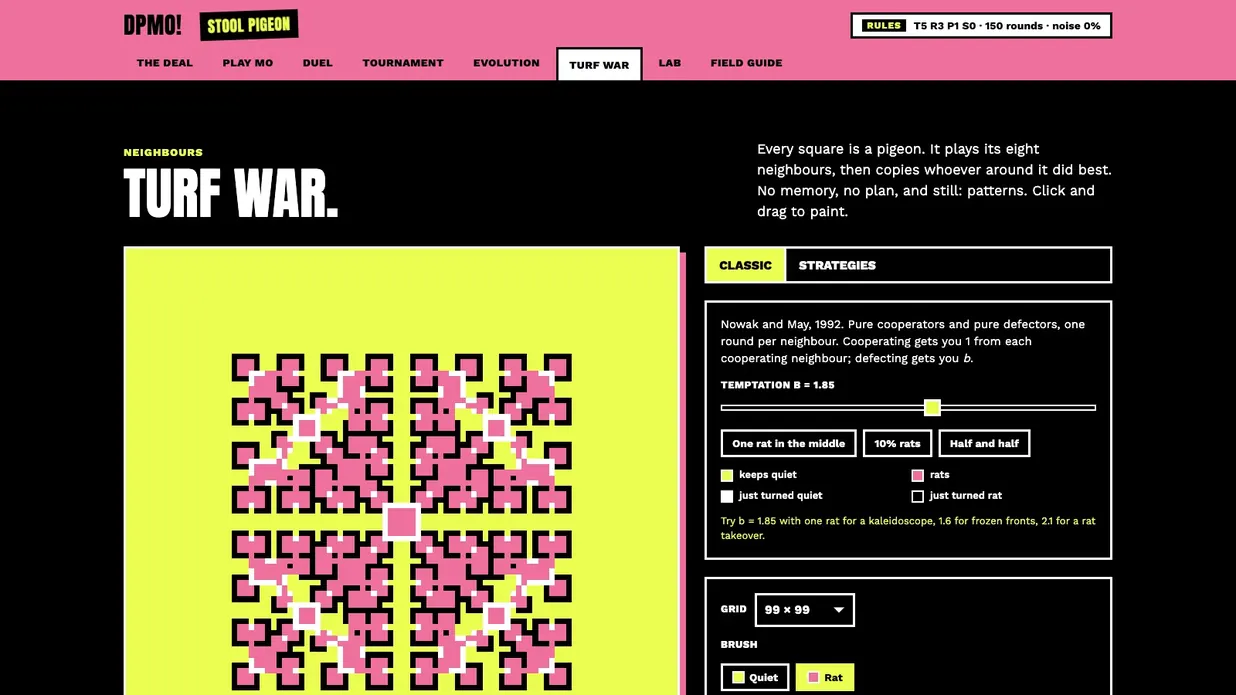 DPMO!
STOOL PIGEON
RULES T5 R3 P1 S0 · 150 rounds · noise 0%
THE DEAL PLAY MO DUEL TOURNAMENT EVOLUTION TURF WAR LAB FIELD GUIDE
NEIGHBOURS
TURF WAR.
Every square is a pigeon. It plays its eight
neighbours, then copies whoever around it did best.
No memory, no plan, and still: patterns. Click and
drag to paint.
CLASSIC STRATEGIES
Nowak and May, 1992. Pure cooperators and pure defectors, one
round per neighbour. Cooperating gets you 1 from each
cooperating neighbour; defecting gets you b.
TEMPTATION B = 1.85
One rat in the middle 10% rats Half and half
keeps quiet rats
just turned quiet just turned rat
Try b = 1.85 with one rat for a kaleidoscope, 1.6 for frozen fronts, 2.1 for a rat
takeover.
GRID 99 × 99
BRUSH
Quiet Rat